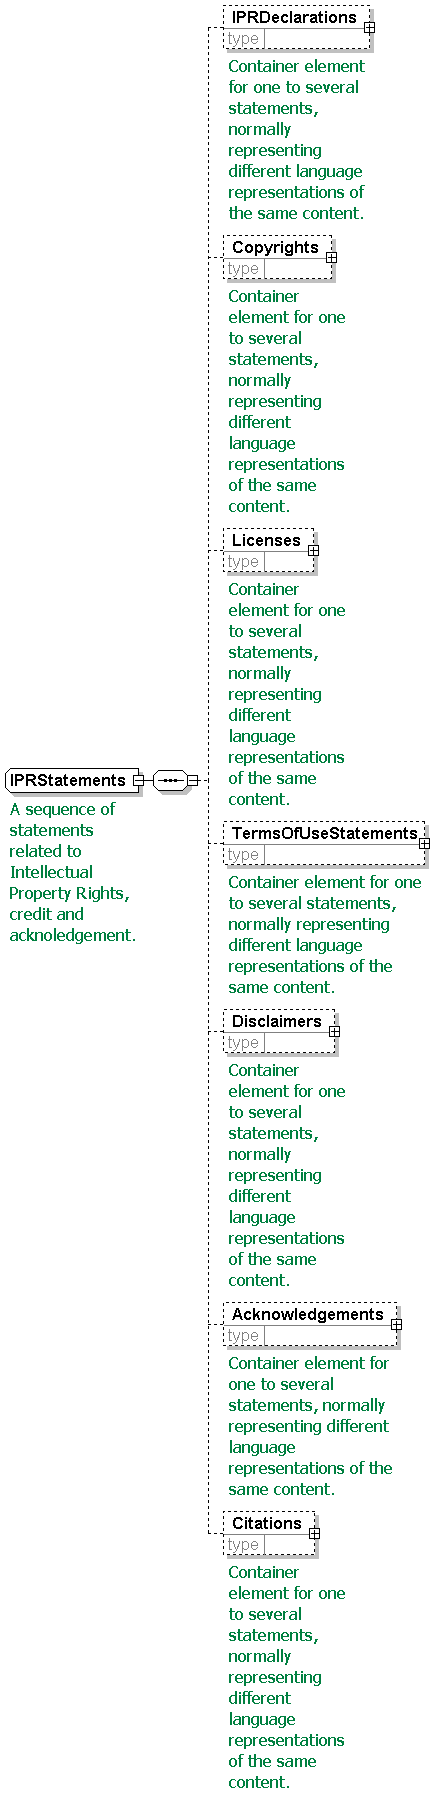 IPRDeclarations
type
Container element
for one to several
statements,
normally
representing
different language
representations of
the same content.
Copyrights
type
Container
element for one
to several
statements,
normally
representing
different
language
representations
of the same
content.
Licenses
type
Container
element for one
to several
statements,
normally
representing
different
language
representations
of the same
content.
IPRStatements
A sequence of
statements
related to
Intellectual
Property Rights,
credit and
acknoledgement.
TermsOfUseStatements
type
Container element for one
to several statements,
normally representing
different language
representations of the
same content.
Disclaimers
type
Container
element for one
to several
statements,
normally
representing
different
language
representations
of the same
content.
Acknowledgements
type
Container element for
one to several
statements, normally
representing different
language
representations of the
same content.
Citations
type
Container
element for one
to several
statements,
normally
representing
different
language
representations
of the same
content.